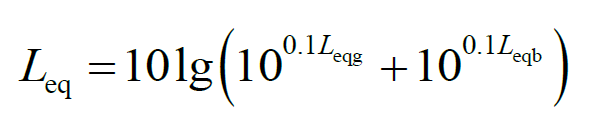 L_eq = 10lg(10^{0.1L_eqg} + 10^{0.1L_eqb})